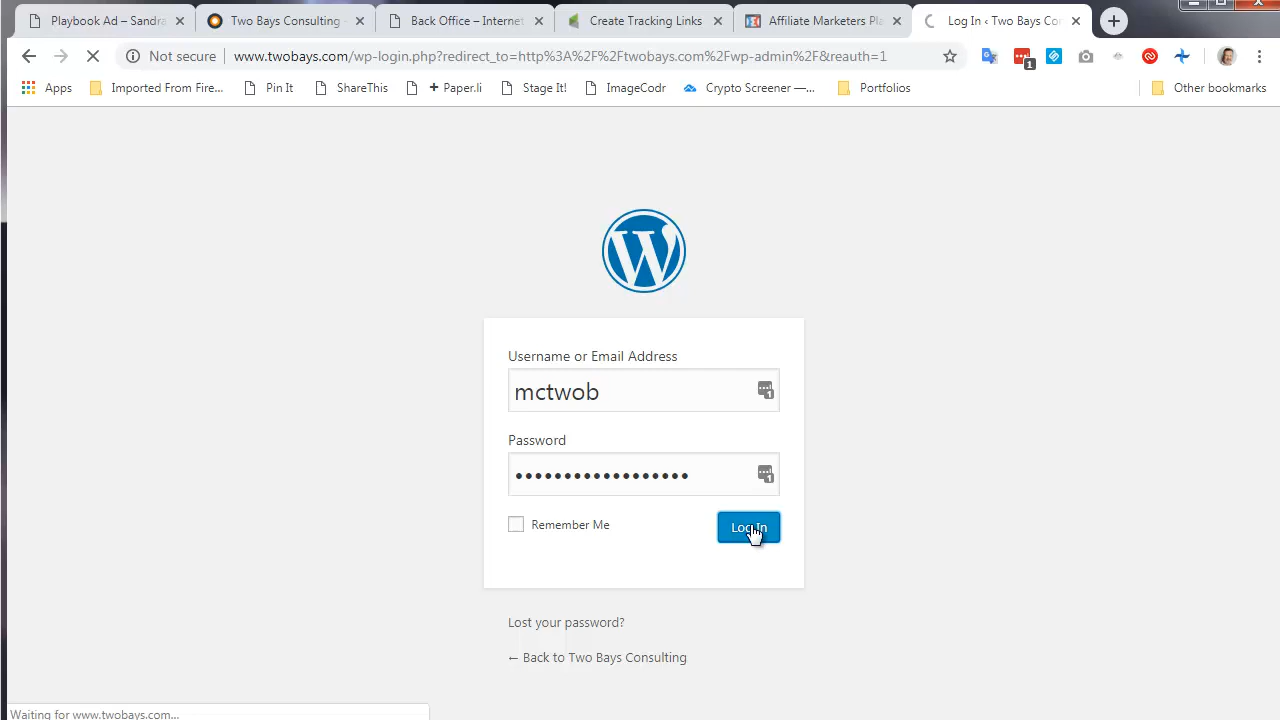 Playbook Ad – Sandra
Two Bays Consulting
Back Office – Internet
Create Tracking Links
Affiliate Marketers Pla
Log In ‹ Two Bays Co
Not secure
www.twobays.com/wp-login.php?redirect_to=http%3A%2F%2Ftwobays.com%2Fwp-admin%2F&reauth=1
1
Apps
Imported From Fire...
Pin It
ShareThis
+ Paper.li
Stage It!
ImageCodr
Crypto Screener —...
Portfolios
Other bookmarks
W
Username or Email Address
mctwob
1
Password
•••••••••••••••••
1
Remember Me
Log In
Lost your password?
← Back to Two Bays Consulting
Waiting for www.twobays.com...